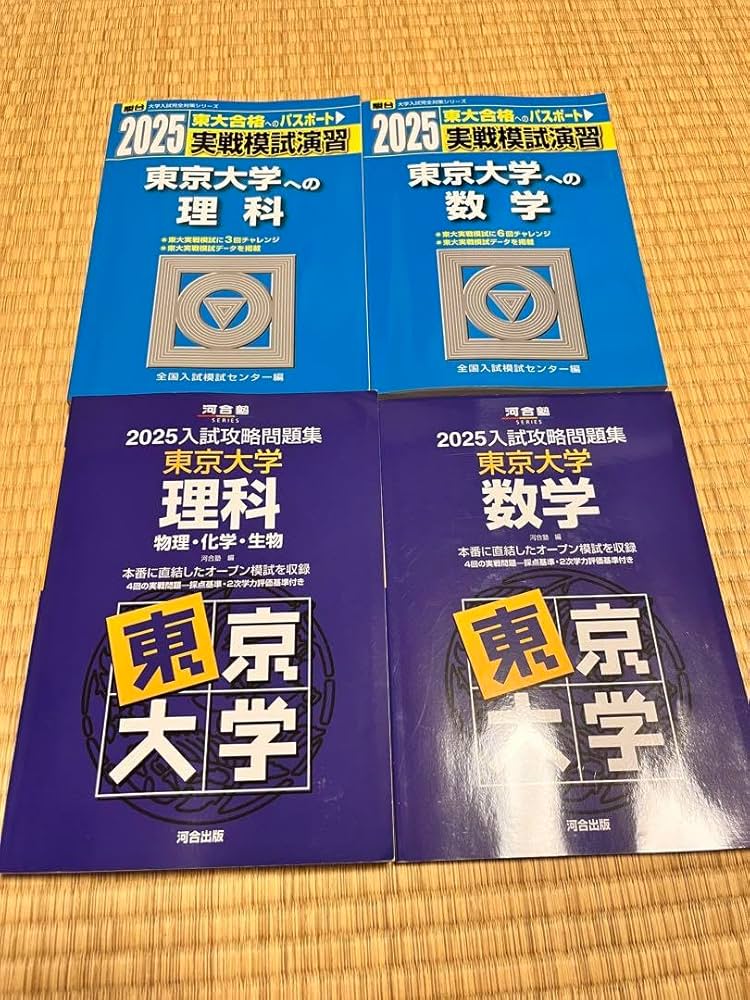 駿台 大学入試完全対策シリーズ
2025 東大合格へのパスポート▶
実戦模試演習
東京大学への
理科
●東大実戦模試に3回チャレンジ
●東大実戦模試データを掲載
全国入試模試センター編
駿台 大学入試完全対策シリーズ
2025 東大合格へのパスポート▶
実戦模試演習
東京大学への
数学
●東大実戦模試に6回チャレンジ
●東大実戦模試データを掲載
全国入試模試センター編
河合塾
SERIES
2025入試攻略問題集
東京大学
理科
物理・化学・生物
河合塾 編
本番に直結したオープン模試を収録
4回の実戦問題―採点基準・2次学力評価基準付き
東京
大学
河合出版
河合塾
SERIES
2025入試攻略問題集
東京大学
数学
河合塾 編
本番に直結したオープン模試を収録
4回の実戦問題―採点基準・2次学力評価基準付き
東京
大学
河合出版